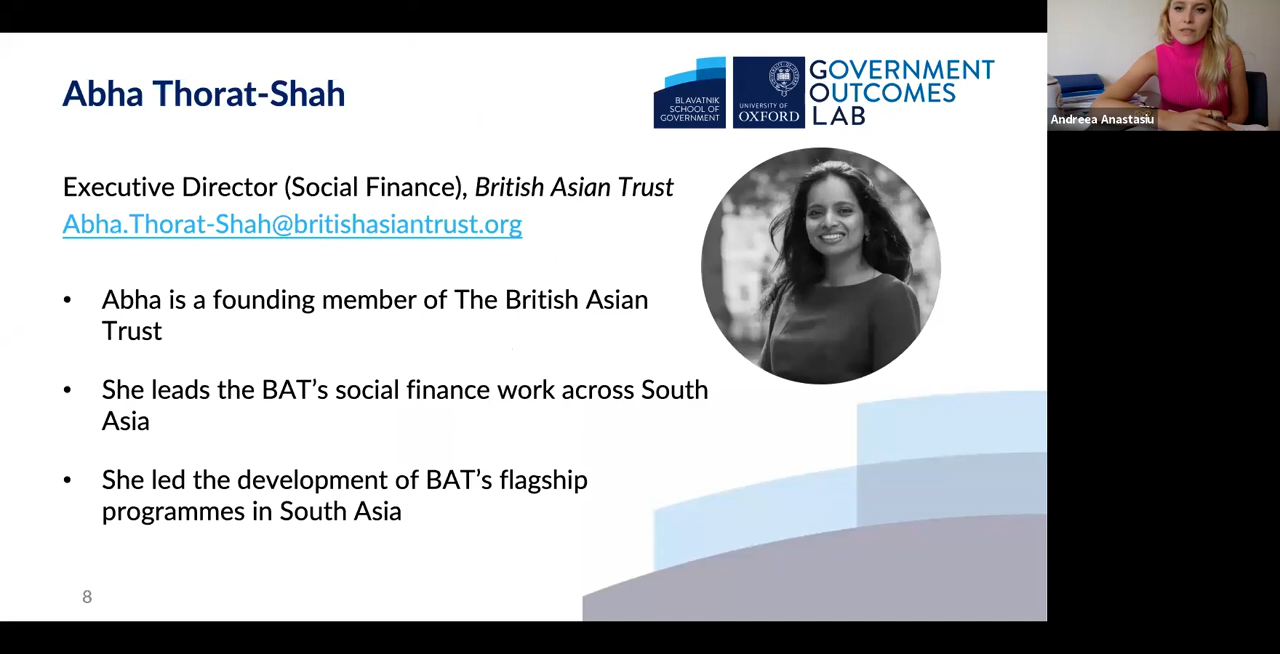 Abha Thorat-Shah
BLAVATNIK
SCHOOL OF
GOVERNMENT
UNIVERSITY OF
OXFORD
GOVERNMENT
OUTCOMES
LAB
Andreea Anastasiu
Executive Director (Social Finance), British Asian Trust
Abha.Thorat-Shah@britishasiantrust.org
• Abha is a founding member of The British Asian
Trust
• She leads the BAT’s social finance work across South
Asia
• She led the development of BAT’s flagship
programmes in South Asia
8